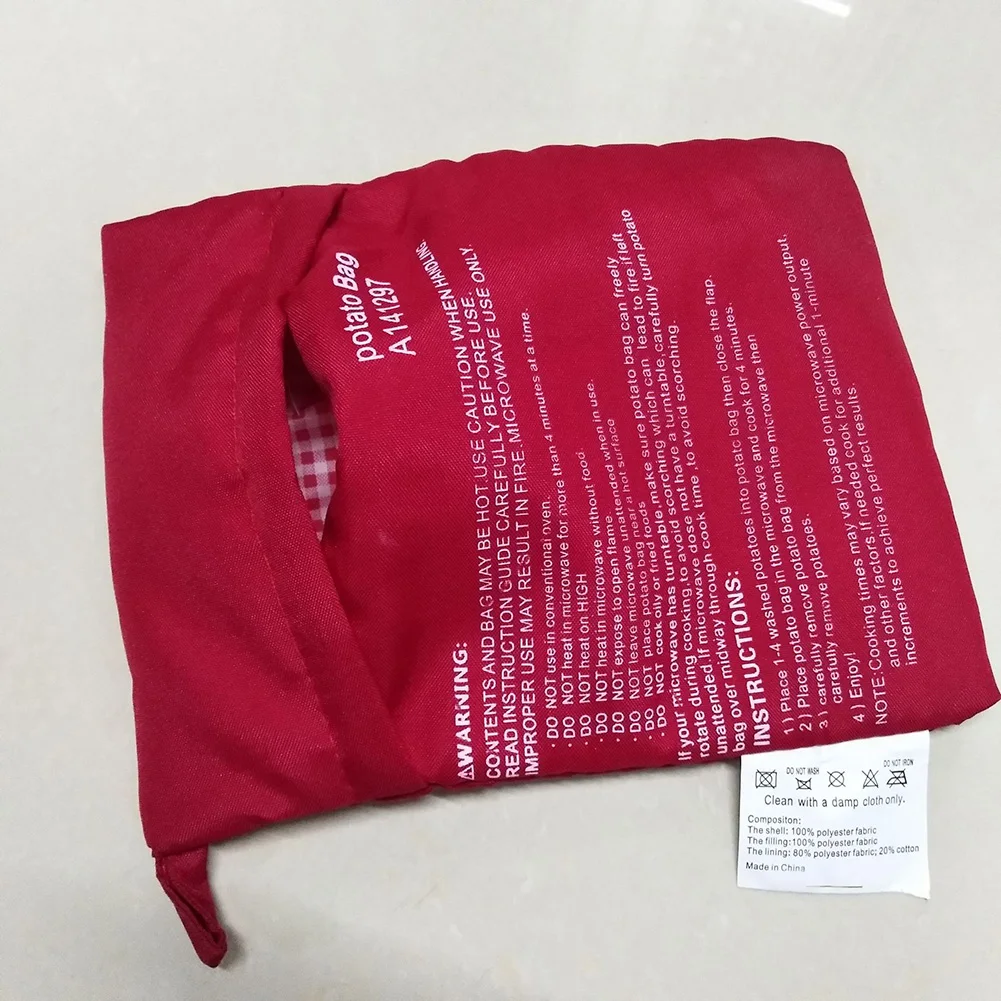 potato Bag
A141297
⚠WARNING:
CONTENTS AND BAG MAY BE HOT.USE CAUTION WHEN HANDLING
READ INSTRUCTION GUIDE CAREFULLY BEFORE USE.
IMPROPER USE MAY RESULT IN FIRE.MICROWAVE USE ONLY.
· DO NOT use in conventional oven.
· DO NOT heat in microwave for more than 4 minutes at a time.
· DO NOT heat on HIGH
· DO NOT heat in microwave without food.
· DO NOT expose to open flame.
· DO NOT leave microwave unattended when in use.
· DO NOT place potato bag near a hot surface
· DO NOT cook oily or fried foods
If your microwave has turntable, make sure potato bag can freely
rotated during cooking, to avoid scorching which can lead to fire if left
unattended. If microwave dose not have a turntable, carefully turn potato
bag over midway through cook time, to avoid scorching.
INSTRUCTIONS:
1) Place 1-4 washed potatoes into potato bag then close the flap.
2) Place potato bag in the microwave and cook for 4 minutes.
3) carefully remove potato bag from the microwave then
carefully remove potatoes.
4) Enjoy!
NOTE:Cooking times may vary based on microwave power output.
and other factors.If needed cook for additional 1-minute
increments to achieve perfect results.
DO NOT WASH
DO NOT IRON
Clean with a damp cloth only.
Compositon:
The shell: 100% polyester fabric
The filling:100% polyester fabric
The lining: 80% polyester fabric; 20% cotton
Made in China